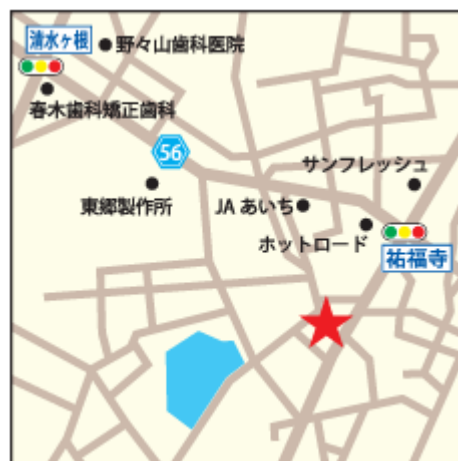 清水ヶ根
野々山歯科医院
春木歯科矯正歯科
56
サンフレッシュ
東郷製作所
JA あいち
ホットロード
祐福寺